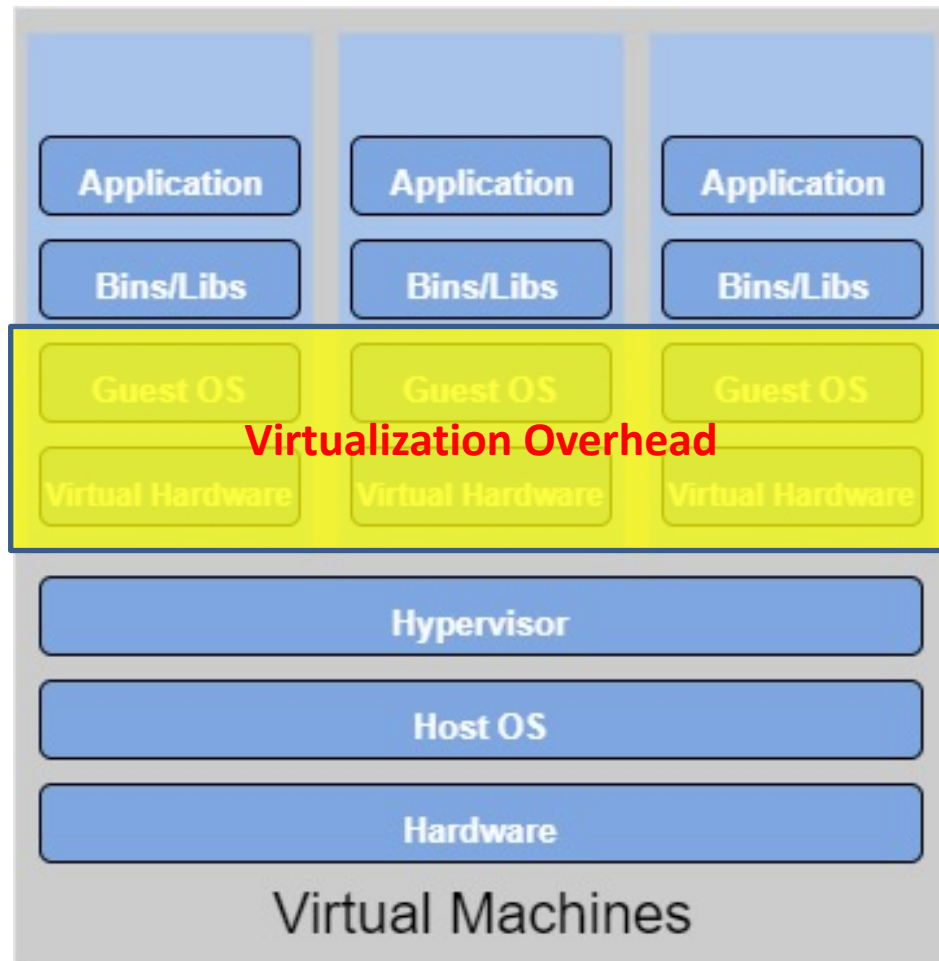 Application Application Application
Bins/Libs Bins/Libs Bins/Libs
Guest OS Guest OS Guest OS
Virtualization Overhead
Virtual Hardware Virtual Hardware Virtual Hardware
Hypervisor
Host OS
Hardware
Virtual Machines